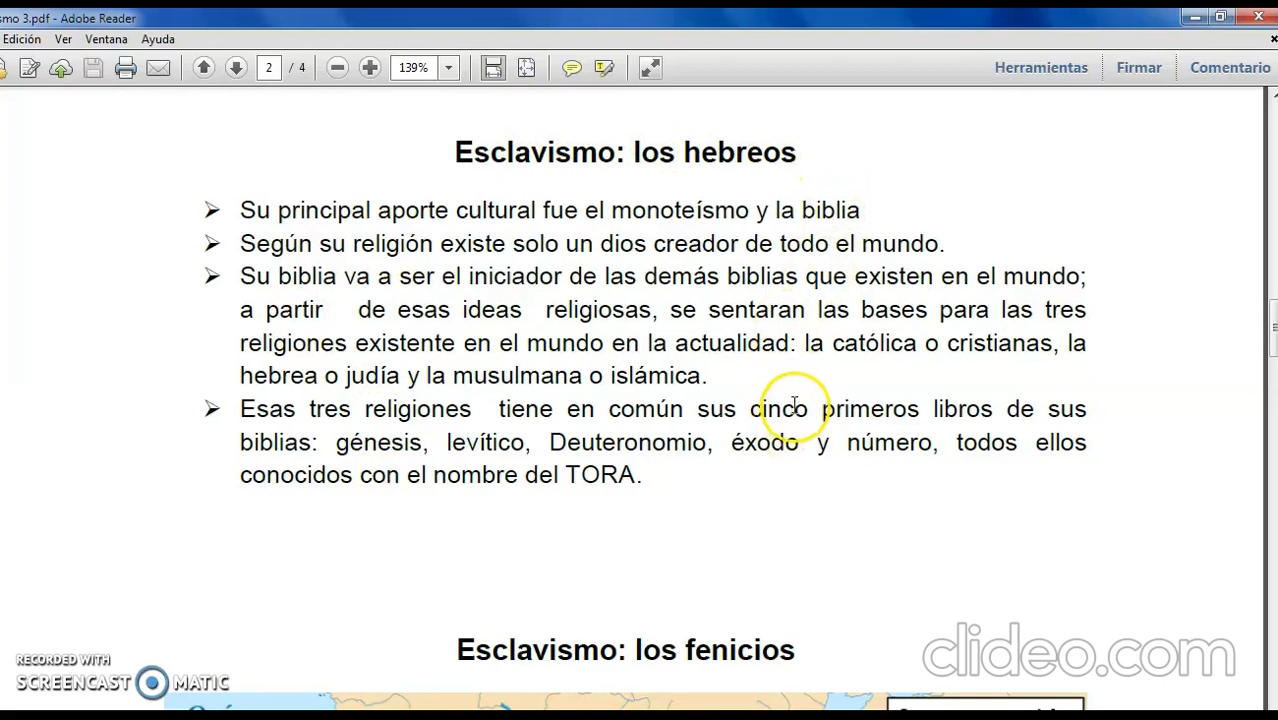 smo 3.pdf - Adobe Reader
Edición Ver Ventana Ayuda
2 / 4 139% Herramientas Firmar Comentario
Esclavismo: los hebreos
➢ Su principal aporte cultural fue el monoteísmo y la biblia
➢ Según su religión existe solo un dios creador de todo el mundo.
➢ Su biblia va a ser el iniciador de las demás biblias que existen en el mundo;
a partir de esas ideas religiosas, se sentaran las bases para las tres
religiones existente en el mundo en la actualidad: la católica o cristianas, la
hebrea o judía y la musulmana o islámica.
➢ Esas tres religiones tiene en común sus cinco primeros libros de sus
biblias: génesis, levítico, Deuteronomio, éxodo y número, todos ellos
conocidos con el nombre del TORA.
Esclavismo: los fenicios
clideo.com
RECORDED WITH
SCREENCAST MATIC